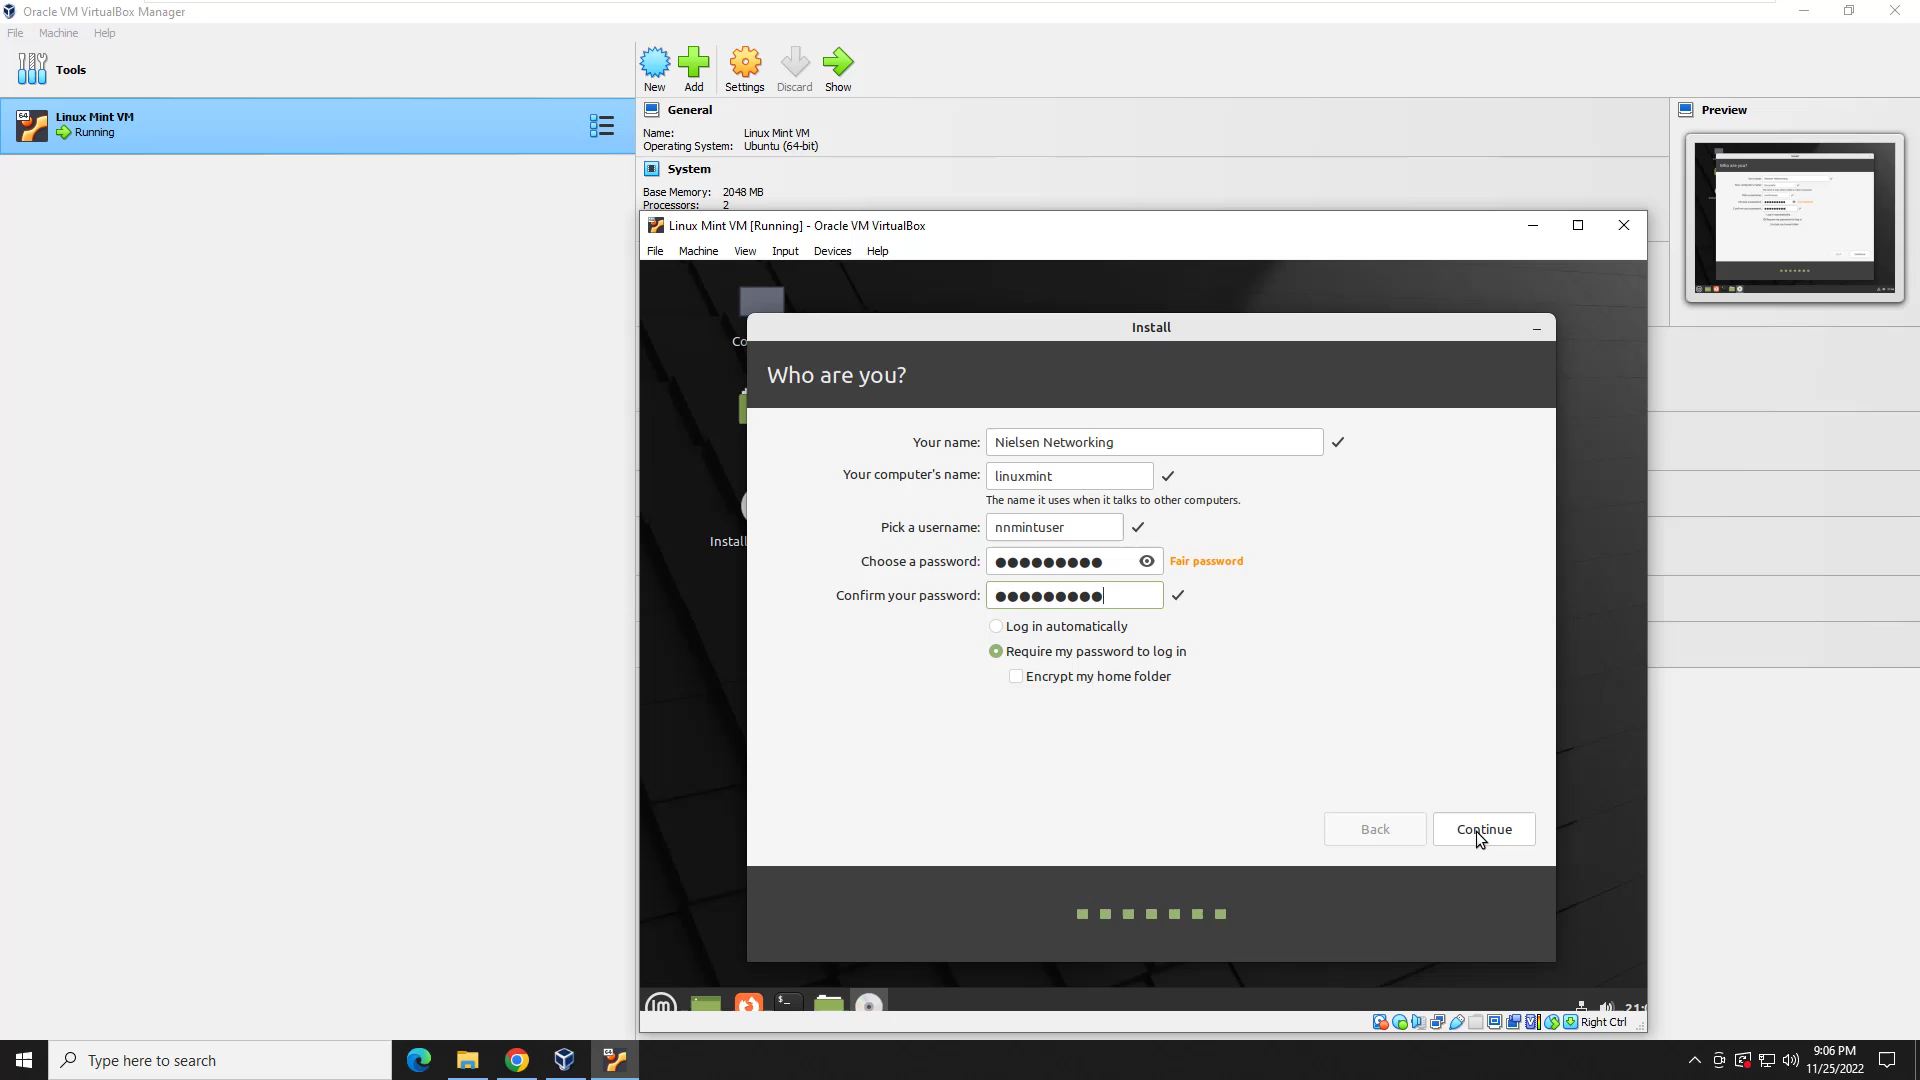 Oracle VM VirtualBox Manager
File Machine Help
Tools
New Add Settings Discard Show
64 Linux Mint VM
Running
General
Name: Linux Mint VM
Operating System: Ubuntu (64-bit)
System
Base Memory: 2048 MB
Processors: 2
Preview
Linux Mint VM [Running] - Oracle VM VirtualBox
File Machine View Input Devices Help
Co
Install
Install
Who are you?
Your name: Nielsen Networking
Your computer's name: linuxmint
The name it uses when it talks to other computers.
Pick a username: nnmintuser
Choose a password: ●●●●●●●●● Fair password
Confirm your password: ●●●●●●●●●
Log in automatically
Require my password to log in
Encrypt my home folder
Back Continue
Right Ctrl
Type here to search
9:06 PM
11/25/2022